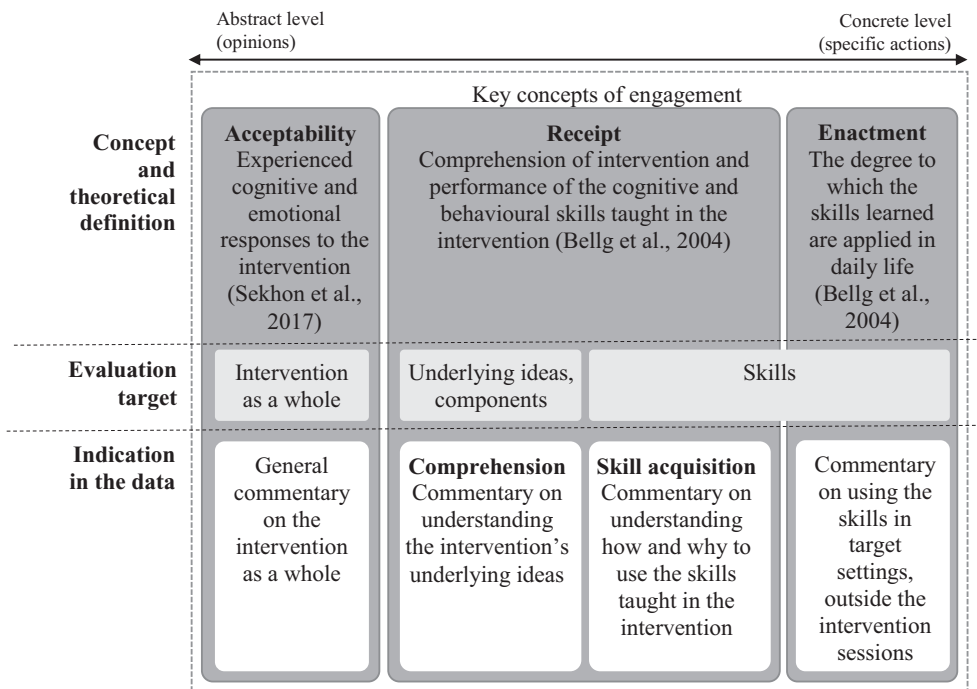 Abstract level
(opinions)
Concrete level
(specific actions)
Key concepts of engagement
Concept
and
theoretical
definition
Acceptability
Experienced
cognitive and
emotional
responses to the
intervention
(Sekhon et al.,
2017)
Receipt
Comprehension of intervention and
performance of the cognitive and
behavioural skills taught in the
intervention (Bellg et al., 2004)
Enactment
The degree to
which the
skills learned
are applied in
daily life
(Bellg et al.,
2004)
Evaluation
target
Intervention
as a whole
Underlying ideas,
components
Skills
Indication
in the data
General
commentary
on the
intervention
as a whole
Comprehension
Commentary on
understanding
the intervention’s
underlying ideas
Skill acquisition
Commentary on
understanding
how and why to
use the skills
taught in the
intervention
Commentary
on using the
skills in
target
settings,
outside the
intervention
sessions